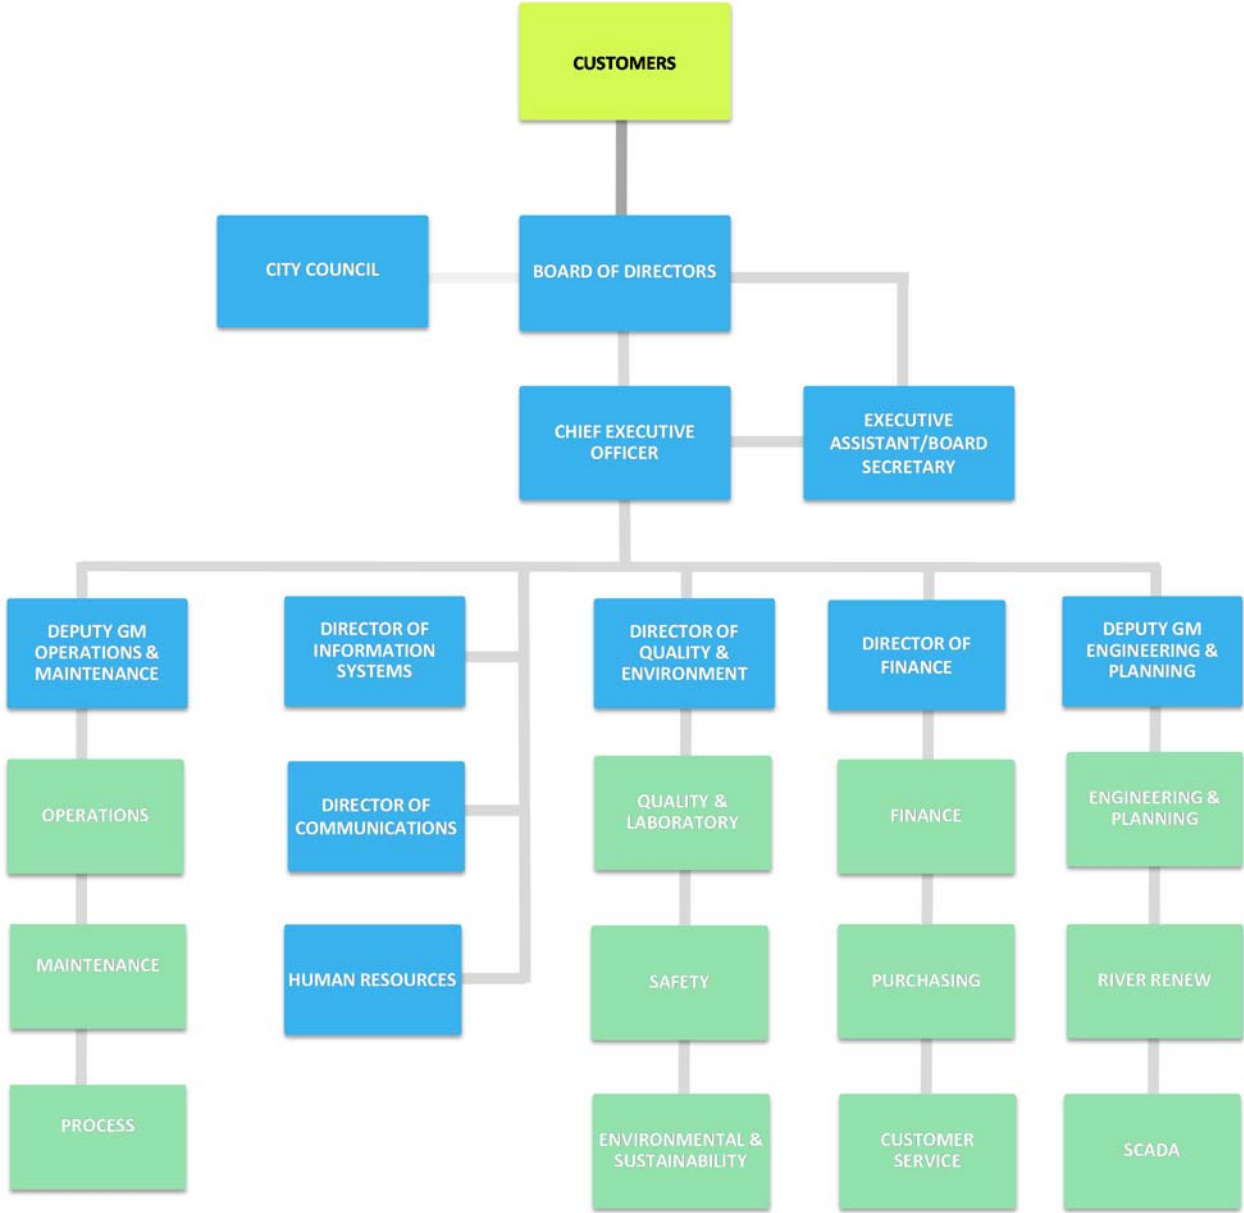 CUSTOMERS
CITY COUNCIL
BOARD OF DIRECTORS
CHIEF EXECUTIVE
OFFICER
EXECUTIVE
ASSISTANT/BOARD
SECRETARY
DEPUTY GM
OPERATIONS &
MAINTENANCE
DIRECTOR OF
INFORMATION
SYSTEMS
DIRECTOR OF
QUALITY &
ENVIRONMENT
DIRECTOR OF
FINANCE
DEPUTY GM
ENGINEERING &
PLANNING
OPERATIONS
DIRECTOR OF
COMMUNICATIONS
QUALITY &
LABORATORY
FINANCE
ENGINEERING &
PLANNING
MAINTENANCE
HUMAN RESOURCES
SAFETY
PURCHASING
RIVER RENEW
PROCESS
ENVIRONMENTAL &
SUSTAINABILITY
CUSTOMER
SERVICE
SCADA